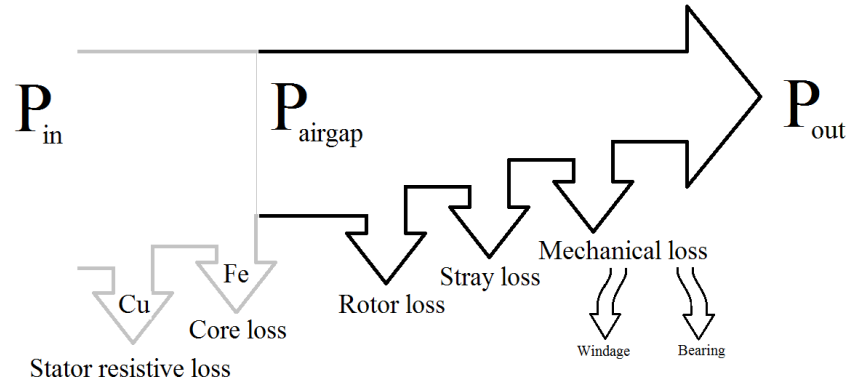 P in
P airgap
P out
Cu
Fe
Stator resistive loss
Core loss
Rotor loss
Stray loss
Mechanical loss
Windage
Bearing